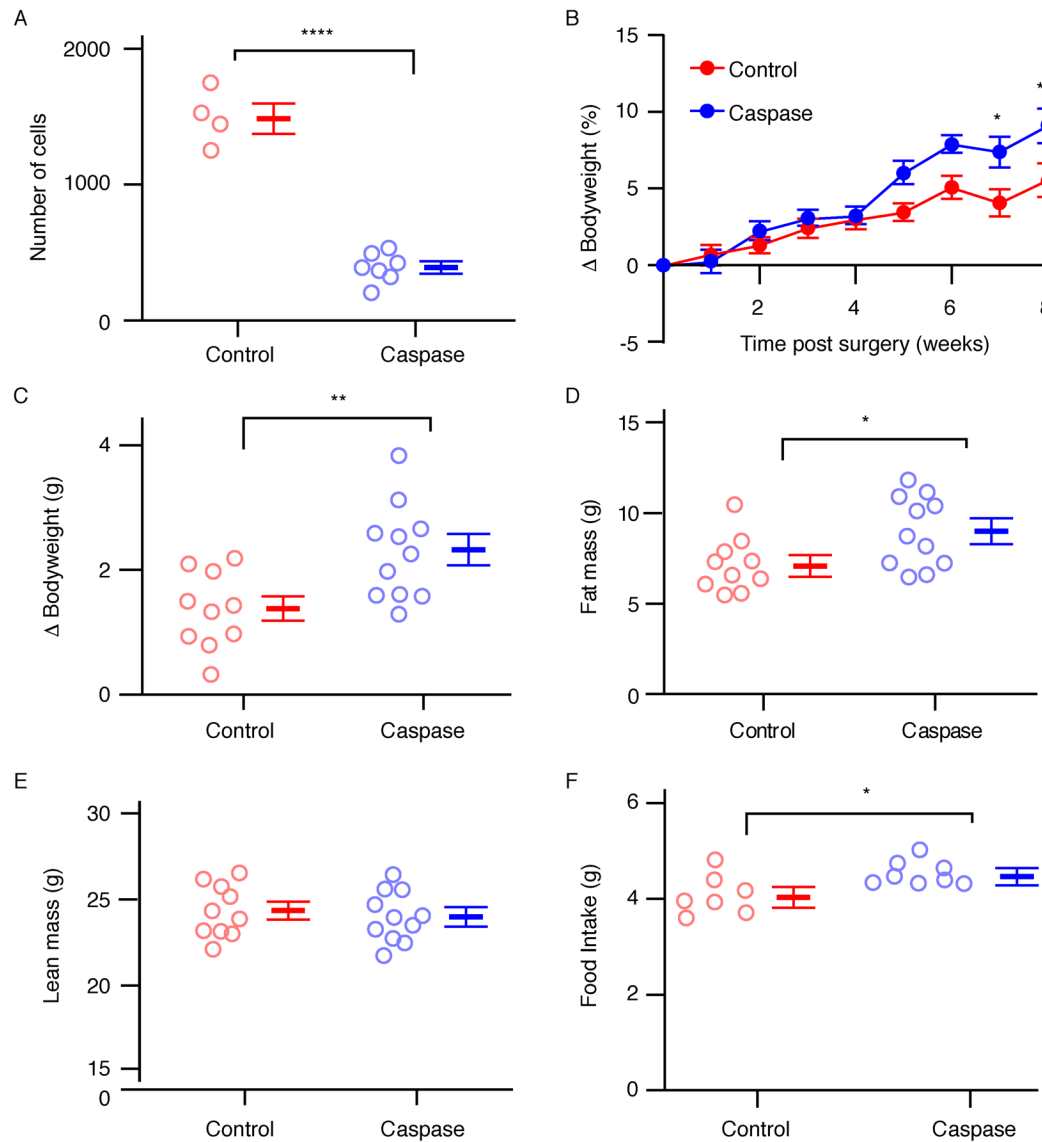 A
****
2000
1000
0
Number of cells
Control
Caspase
B
15
10
5
0
-5
Δ Bodyweight (%)
Control
Caspase
*
*
2
4
6
8
Time post surgery (weeks)
C
**
4
2
0
Δ Bodyweight (g)
Control
Caspase
D
*
15
10
5
0
Fat mass (g)
Control
Caspase
E
30
25
20
15
0
Lean mass (g)
Control
Caspase
F
*
6
4
2
0
Food Intake (g)
Control
Caspase